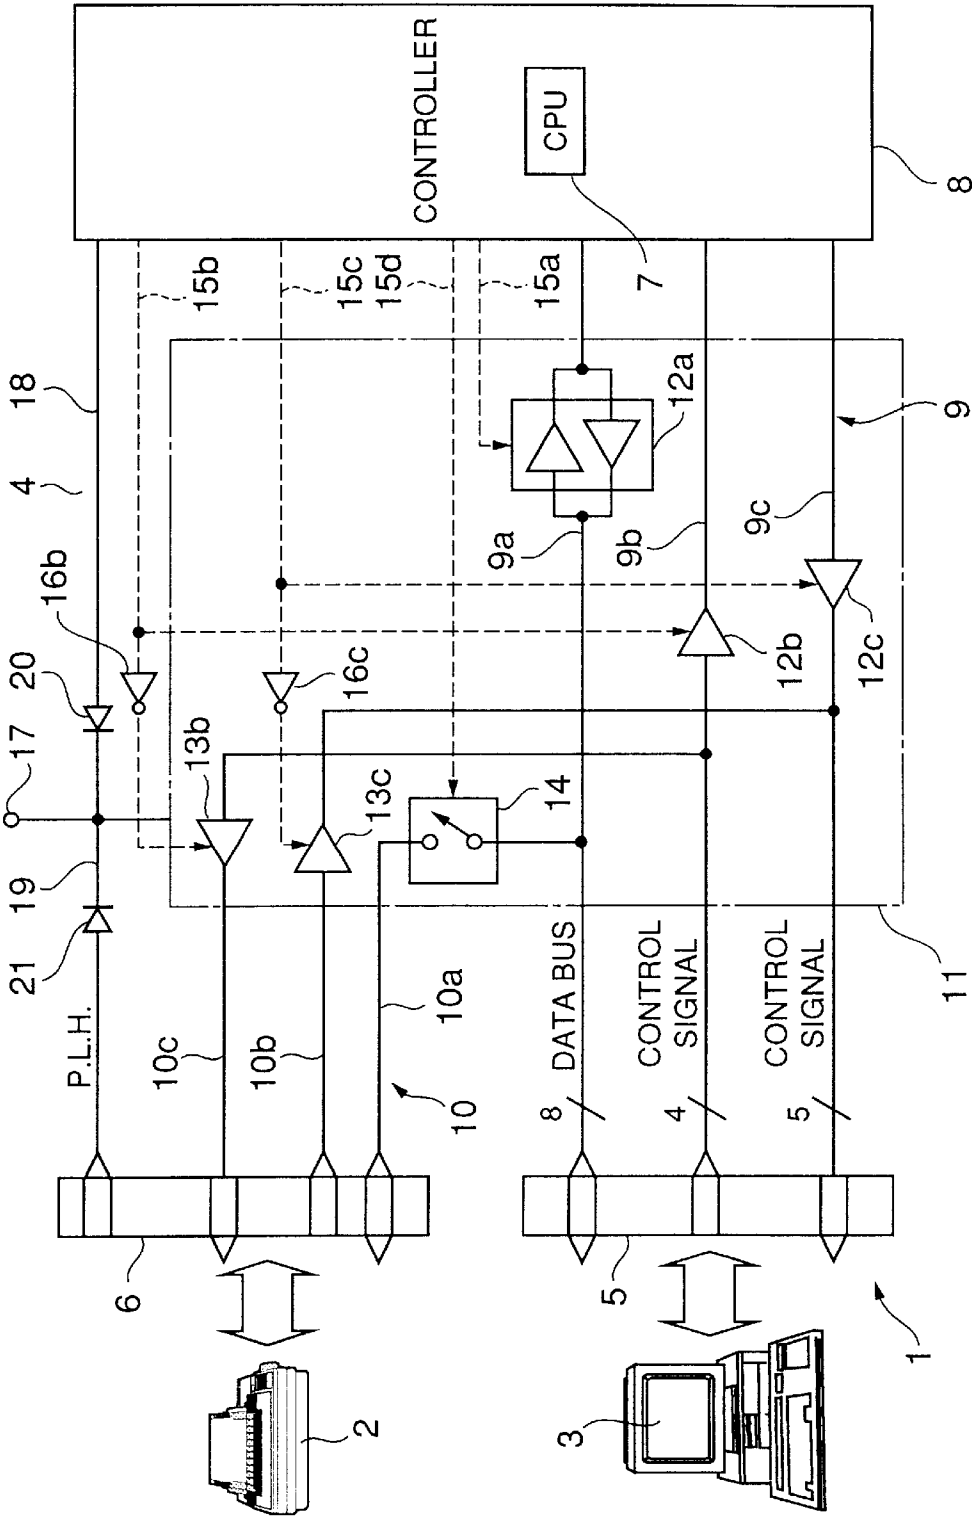 CONTROLLER
CPU
7
8
18
15b
15c
15d
15a
4
16b
20
17
19
21
P.L.H.
13b
16c
13c
14
9a
9b
9c
9
12a
12b
12c
11
10c
10b
10a
10
DATA BUS
CONTROL
SIGNAL
CONTROL
SIGNAL
8
4
5
6
5
2
3
1